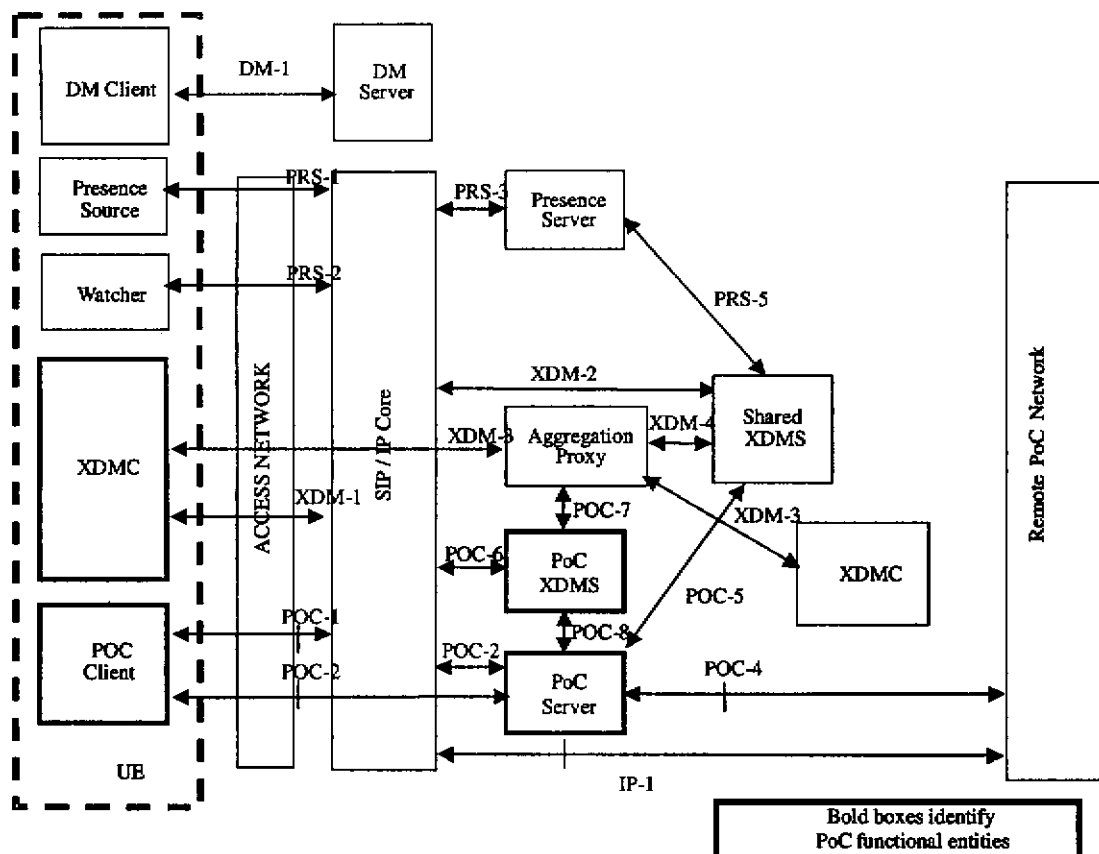 DM Client
DM-1
DM
Server
Presence
Source
PRS-1
PRS-3
Presence
Server
Watcher
PRS-2
PRS-5
ACCESS NETWORK
SIP / IP Core
Remote PoC Network
XDM-2
XDMC
XDM-3
Aggregation
Proxy
XDM-4
Shared
XDMS
XDM-1
POC-7
XDM-3
POC-6
PoC
XDMS
XDMC
POC-5
POC
Client
POC-1
POC-8
POC-2
POC-2
PoC
Server
POC-4
UE
IP-1
Bold boxes identify
PoC functional entities